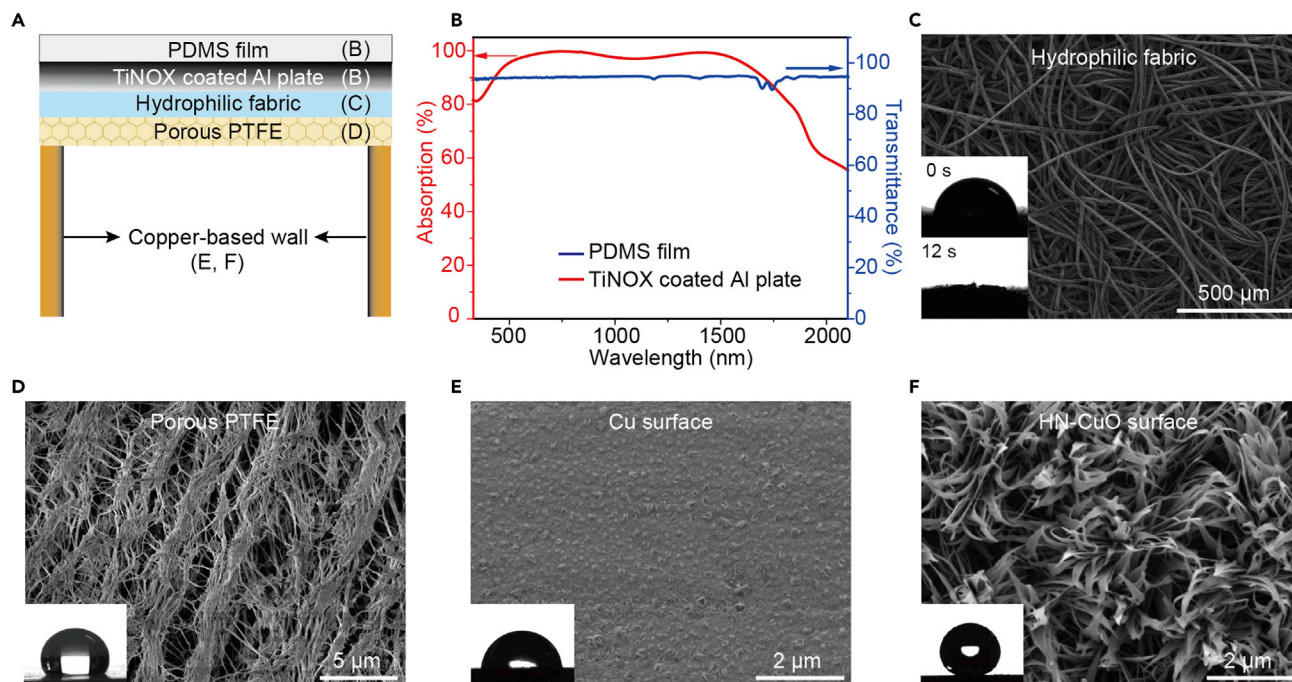 A
PDMS film (B)
TiNOX coated Al plate (B)
Hydrophilic fabric (C)
Porous PTFE (D)
Copper-based wall
(E, F)
B
Absorption (%)
100
80
60
40
20
0
PDMS film
TiNOX coated Al plate
500 1000 1500 2000
Wavelength (nm)
100
80
60
40
20
0
Transmittance (%)
C
Hydrophilic fabric
0 s
12 s
500 μm
D
Porous PTFE
5 μm
E
Cu surface
2 μm
F
HN-CuO surface
2 μm